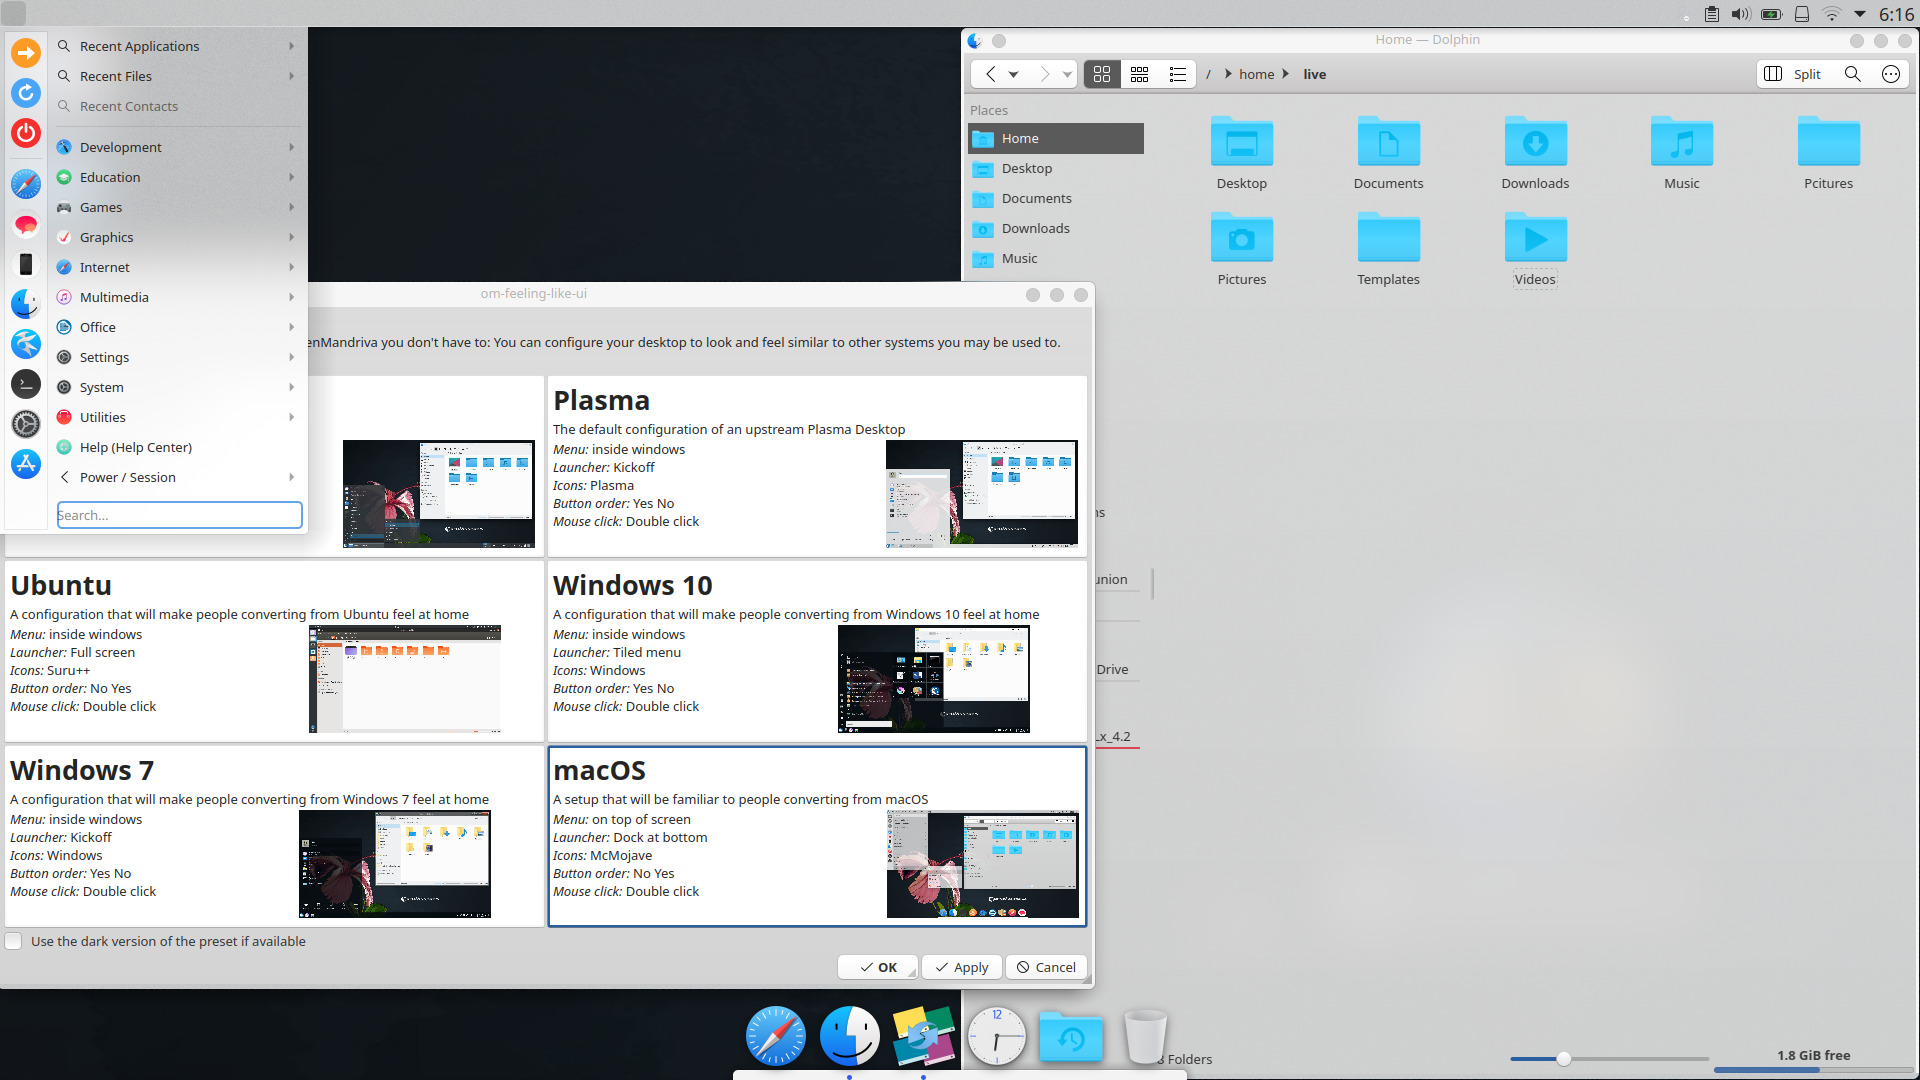 6:16
Recent Applications
Recent Files
Recent Contacts
Development
Education
Games
Graphics
Internet
Multimedia
Office
Settings
System
Utilities
Help (Help Center)
Power / Session
Search...
Home — Dolphin
/ home live
Split
Places
Home
Desktop
Documents
Downloads
Music
Desktop Documents Downloads Music Pcitures
Pictures Templates Videos
om-feeling-like-ui
enMandriva you don't have to: You can configure your desktop to look and feel similar to other systems you may be used to.
Plasma
The default configuration of an upstream Plasma Desktop
Menu: inside windows
Launcher: Kickoff
Icons: Plasma
Button order: Yes No
Mouse click: Double click
Ubuntu
A configuration that will make people converting from Ubuntu feel at home
Menu: inside windows
Launcher: Full screen
Icons: Suru++
Button order: No Yes
Mouse click: Double click
Windows 10
A configuration that will make people converting from Windows 10 feel at home
Menu: inside windows
Launcher: Tiled menu
Icons: Windows
Button order: Yes No
Mouse click: Double click
Windows 7
A configuration that will make people converting from Windows 7 feel at home
Menu: inside windows
Launcher: Kickoff
Icons: Windows
Button order: Yes No
Mouse click: Double click
macOS
A setup that will be familiar to people converting from macOS
Menu: on top of screen
Launcher: Dock at bottom
Icons: McMojave
Button order: No Yes
Mouse click: Double click
Use the dark version of the preset if available
OK Apply Cancel
ns
union
Drive
Lx_4.2
12
8 Folders
1.8 GiB free